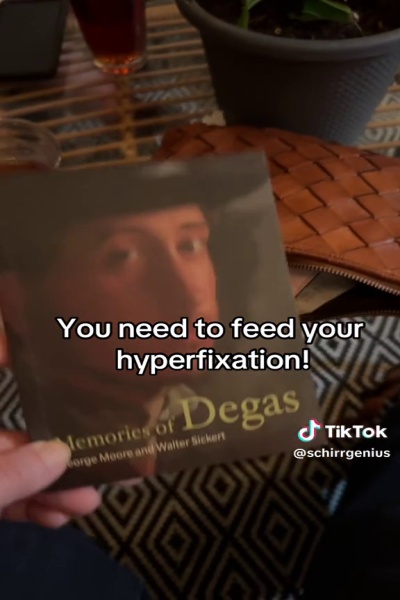 You need to feed your
hyperfixation!
Memories of Degas
George Moore and Walter Sickert
TikTok
@schirrgenius